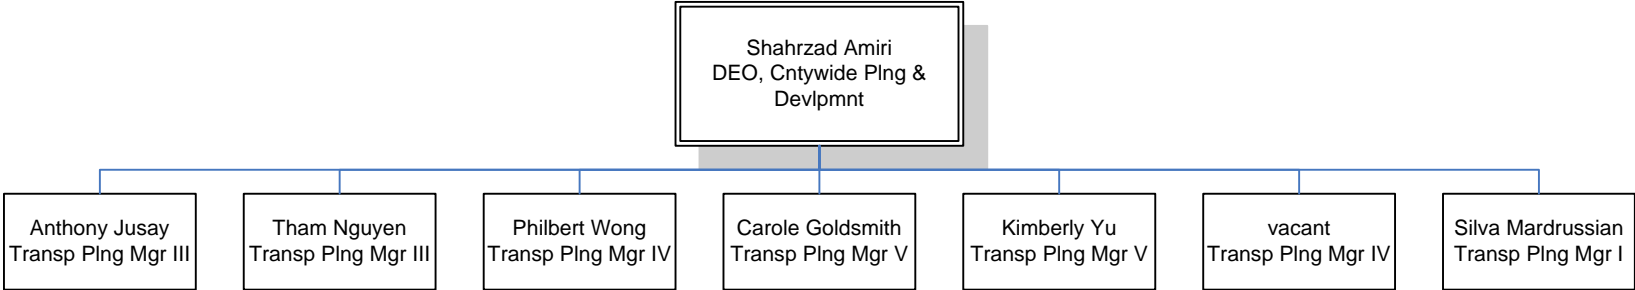 Shahrzad Amiri
DEO, Cntywide Plng &
Devlpmnt
Anthony Jusay
Transp Plng Mgr III
Tham Nguyen
Transp Plng Mgr III
Philbert Wong
Transp Plng Mgr IV
Carole Goldsmith
Transp Plng Mgr V
Kimberly Yu
Transp Plng Mgr V
vacant
Transp Plng Mgr IV
Silva Mardrussian
Transp Plng Mgr I